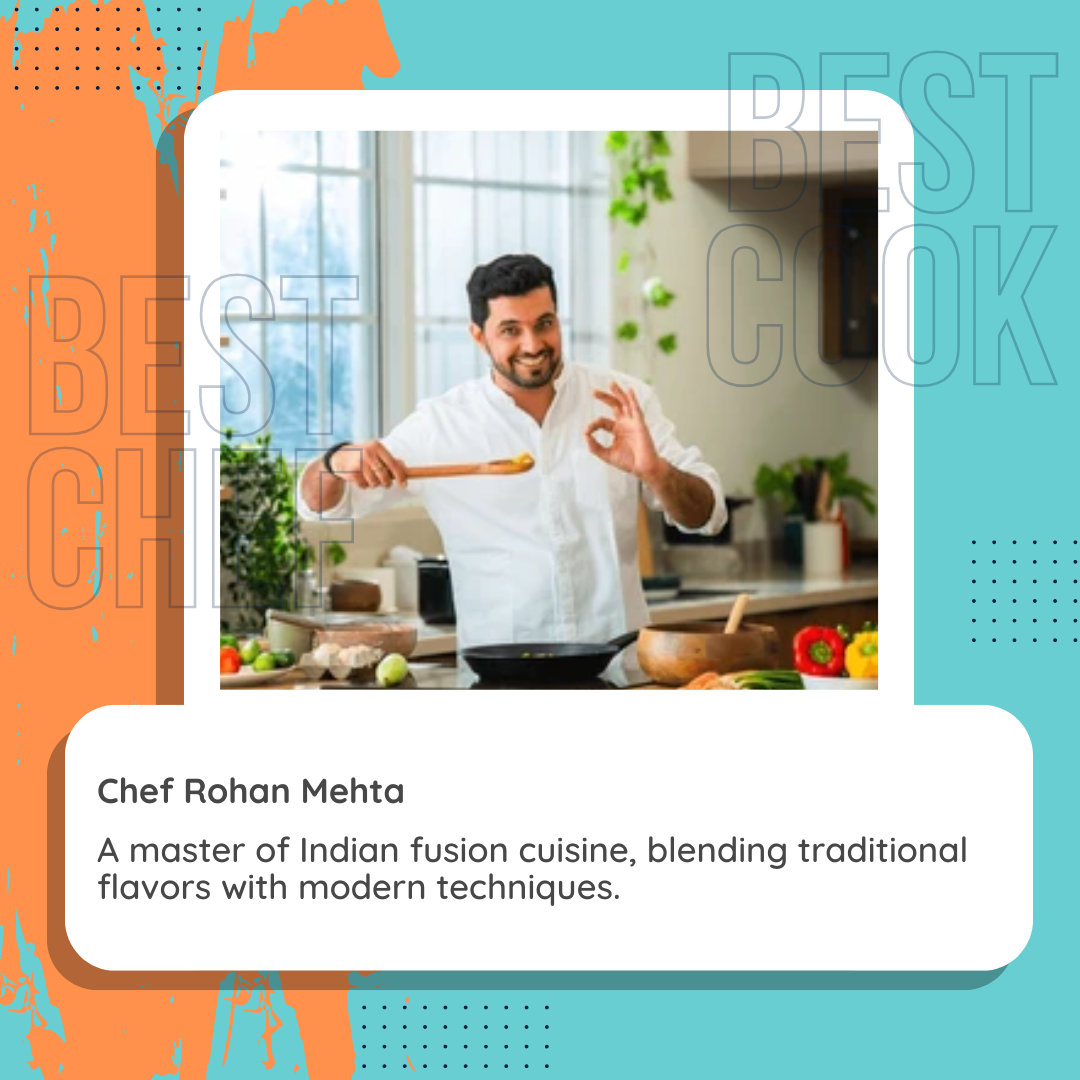 BEST
COOK
BEST
CHEF
Chef Rohan Mehta
A master of Indian fusion cuisine, blending traditional
flavors with modern techniques.